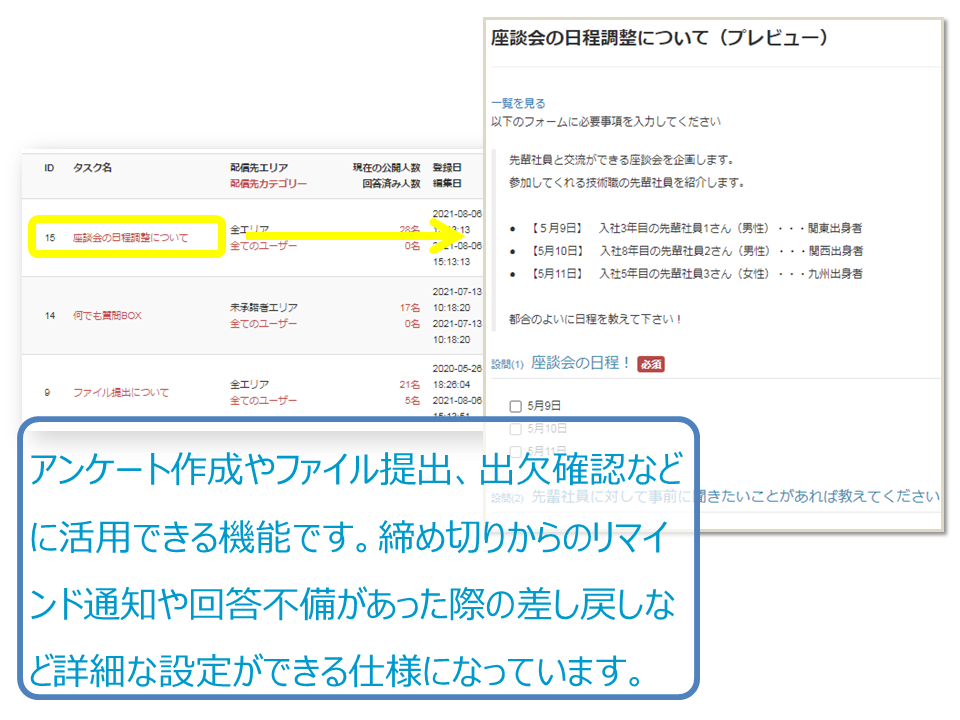 座談会の日程調整について（プレビュー）
一覧を見る
以下のフォームに必要事項を入力してください
先輩社員と交流ができる座談会を企画します。
参加してくれる技術職の先輩社員を紹介します。
● 【５月9日】　入社3年目の先輩社員1さん（男性）・・・関東出身者
● 【5月10日】　入社8年目の先輩社員2さん（男性）・・・関西出身者
● 【5月11日】　入社5年目の先輩社員3さん（女性）・・・九州出身者
都合のよいに日程を教えて下さい！
設問(1) 座談会の日程！ 必須
5月9日
5月10日
5月11日
設問(2) 先輩社員に対して事前に聞きたいことがあれば教えてください
ID タスク名 配信先エリア 現在の公開人数 登録日
配信先カテゴリー 回答済み人数 編集日
2021-08-06
全エリア 28名 15:13:13
15 座談会の日程調整について
全てのユーザー 0名 2021-08-06
15:13:13
2021-07-13
未承諾者エリア 17名 10:18:20
14 何でも質問BOX
全てのユーザー 0名 2021-07-13
10:18:20
2020-05-26
全エリア 21名 18:26:04
9 ファイル提出について
全てのユーザー 5名 2021-08-06
アンケート作成やファイル提出、出欠確認など
に活用できる機能です。締め切りからのリマイ
ンド通知や回答不備があった際の差し戻しな
ど詳細な設定ができる仕様になっています。